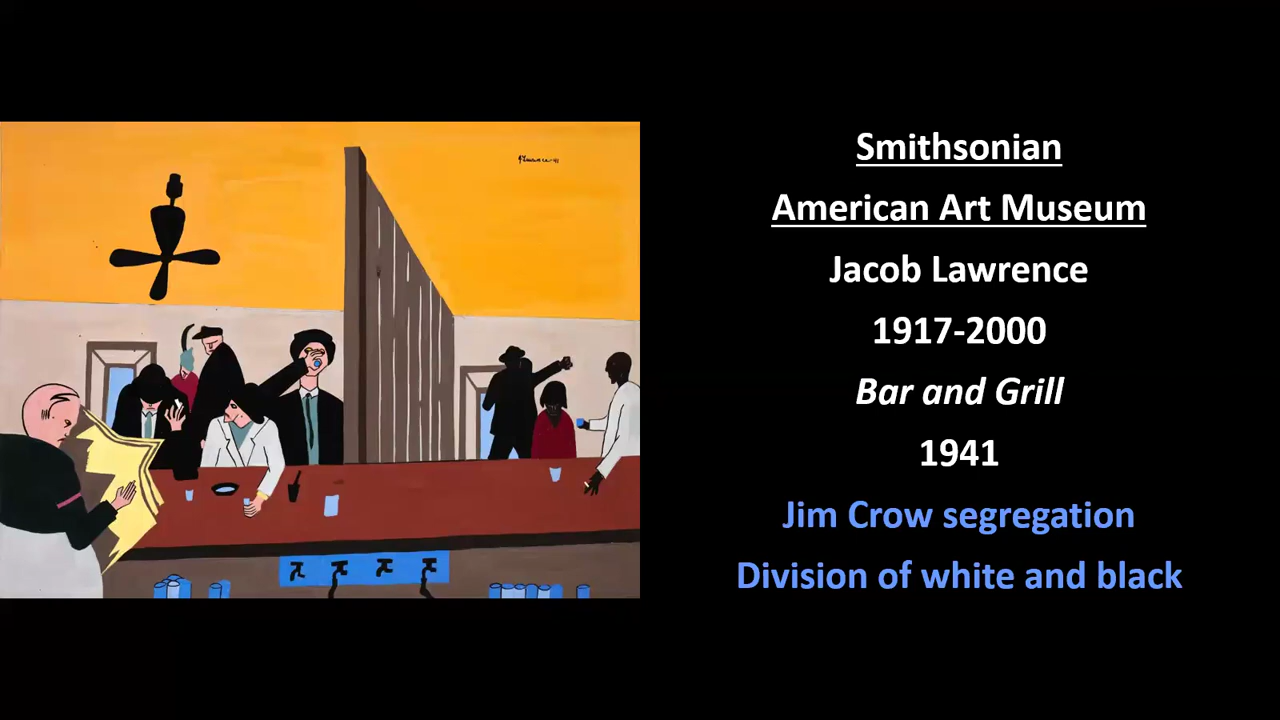 Smithsonian
American Art Museum
Jacob Lawrence
1917-2000
Bar and Grill
1941
Jim Crow segregation
Division of white and black